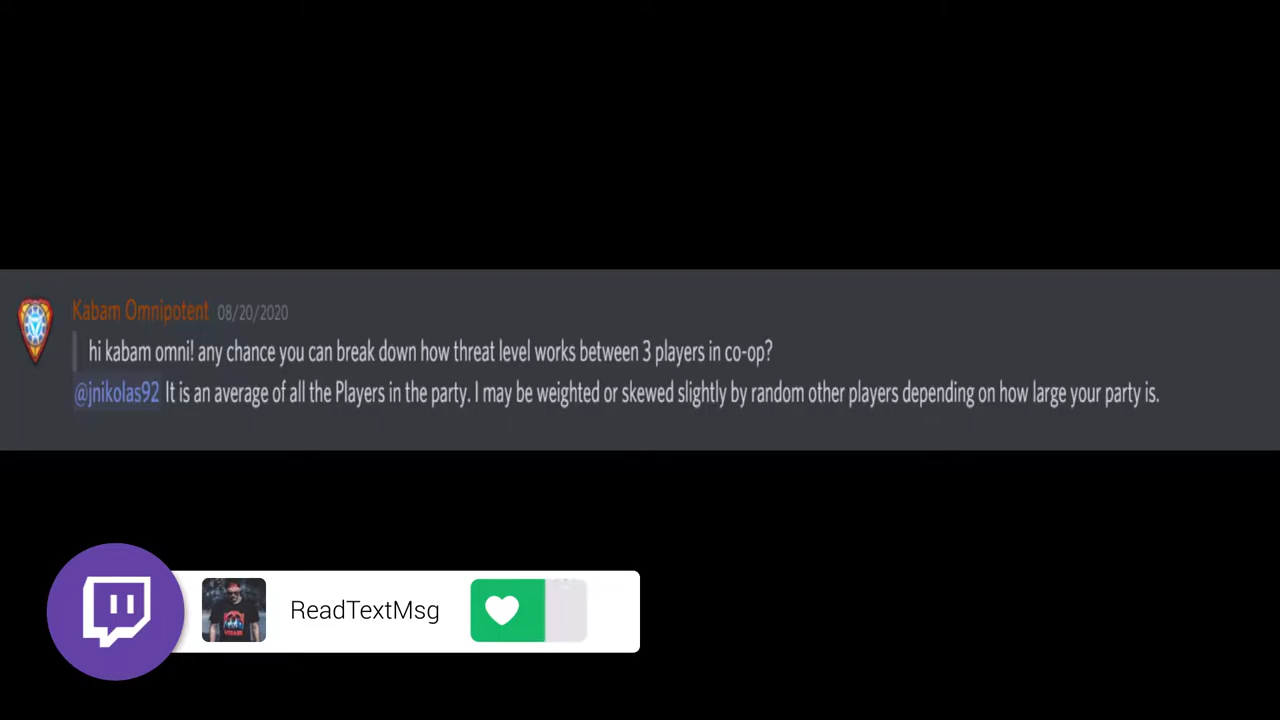 Kabam Omnipotent 08/20/2020
hi kabam omni! any chance you can break down how threat level works between 3 players in co-op?
@jnikolas92 It is an average of all the Players in the party. I may be weighted or skewed slightly by random other players depending on how large your party is.
ReadTextMsg